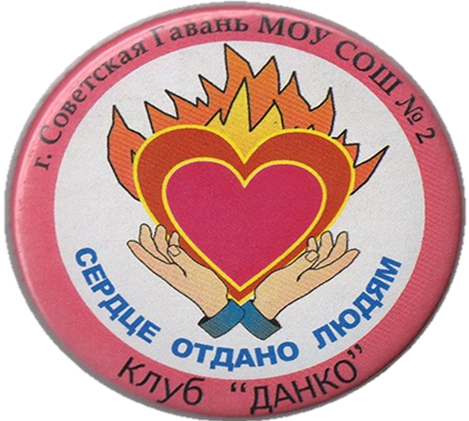 г. Советская Гавань МОУ СОШ № 2
СЕРДЦЕ ОТДАНО ЛЮДЯМ
КЛУБ “ДАНКО”